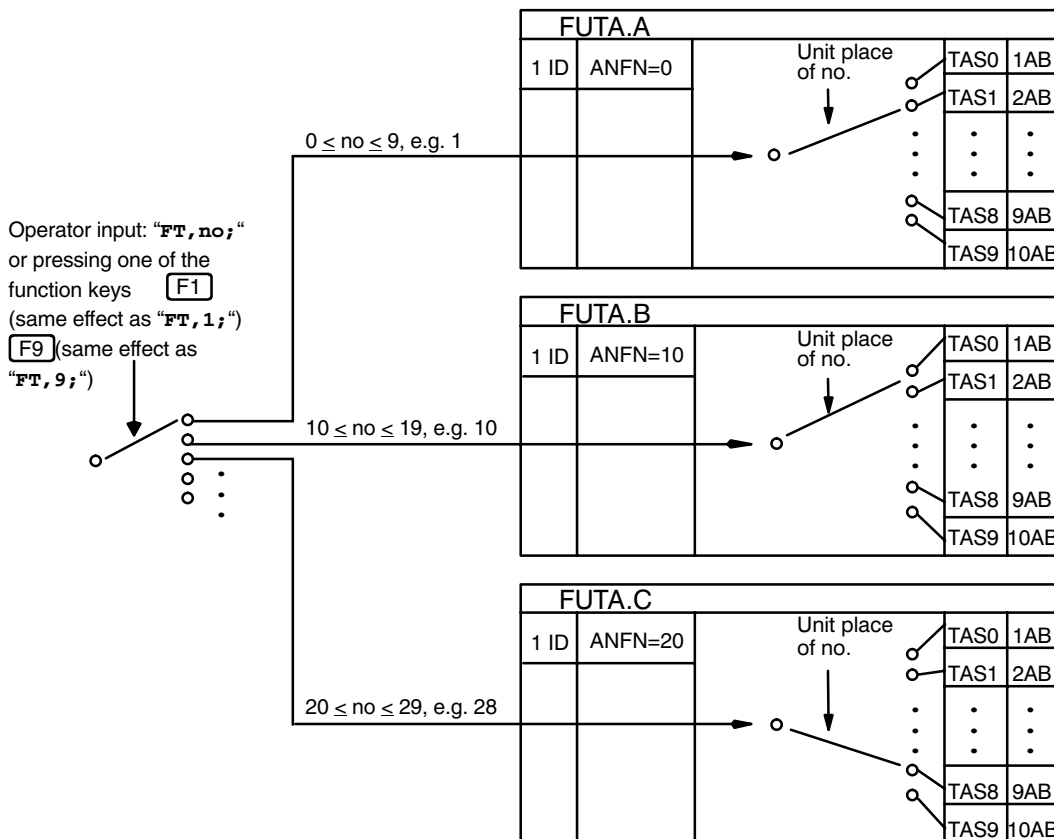 FUTA.A
1 ID ANFN=0
Unit place
of no.
TAS0 1AB
TAS1 2AB
TAS8 9AB
TAS9 10AB
0 ≤ no ≤ 9, e.g. 1
Operator input: “FT,no;“
or pressing one of the
function keys F1
(same effect as “FT,1;“)
F9 (same effect as
“FT,9;“)
FUTA.B
1 ID ANFN=10
Unit place
of no.
TAS0 1AB
TAS1 2AB
TAS8 9AB
TAS9 10AB
10 ≤ no ≤ 19, e.g. 10
FUTA.C
1 ID ANFN=20
Unit place
of no.
TAS0 1AB
TAS1 2AB
TAS8 9AB
TAS9 10AB
20 ≤ no ≤ 29, e.g. 28